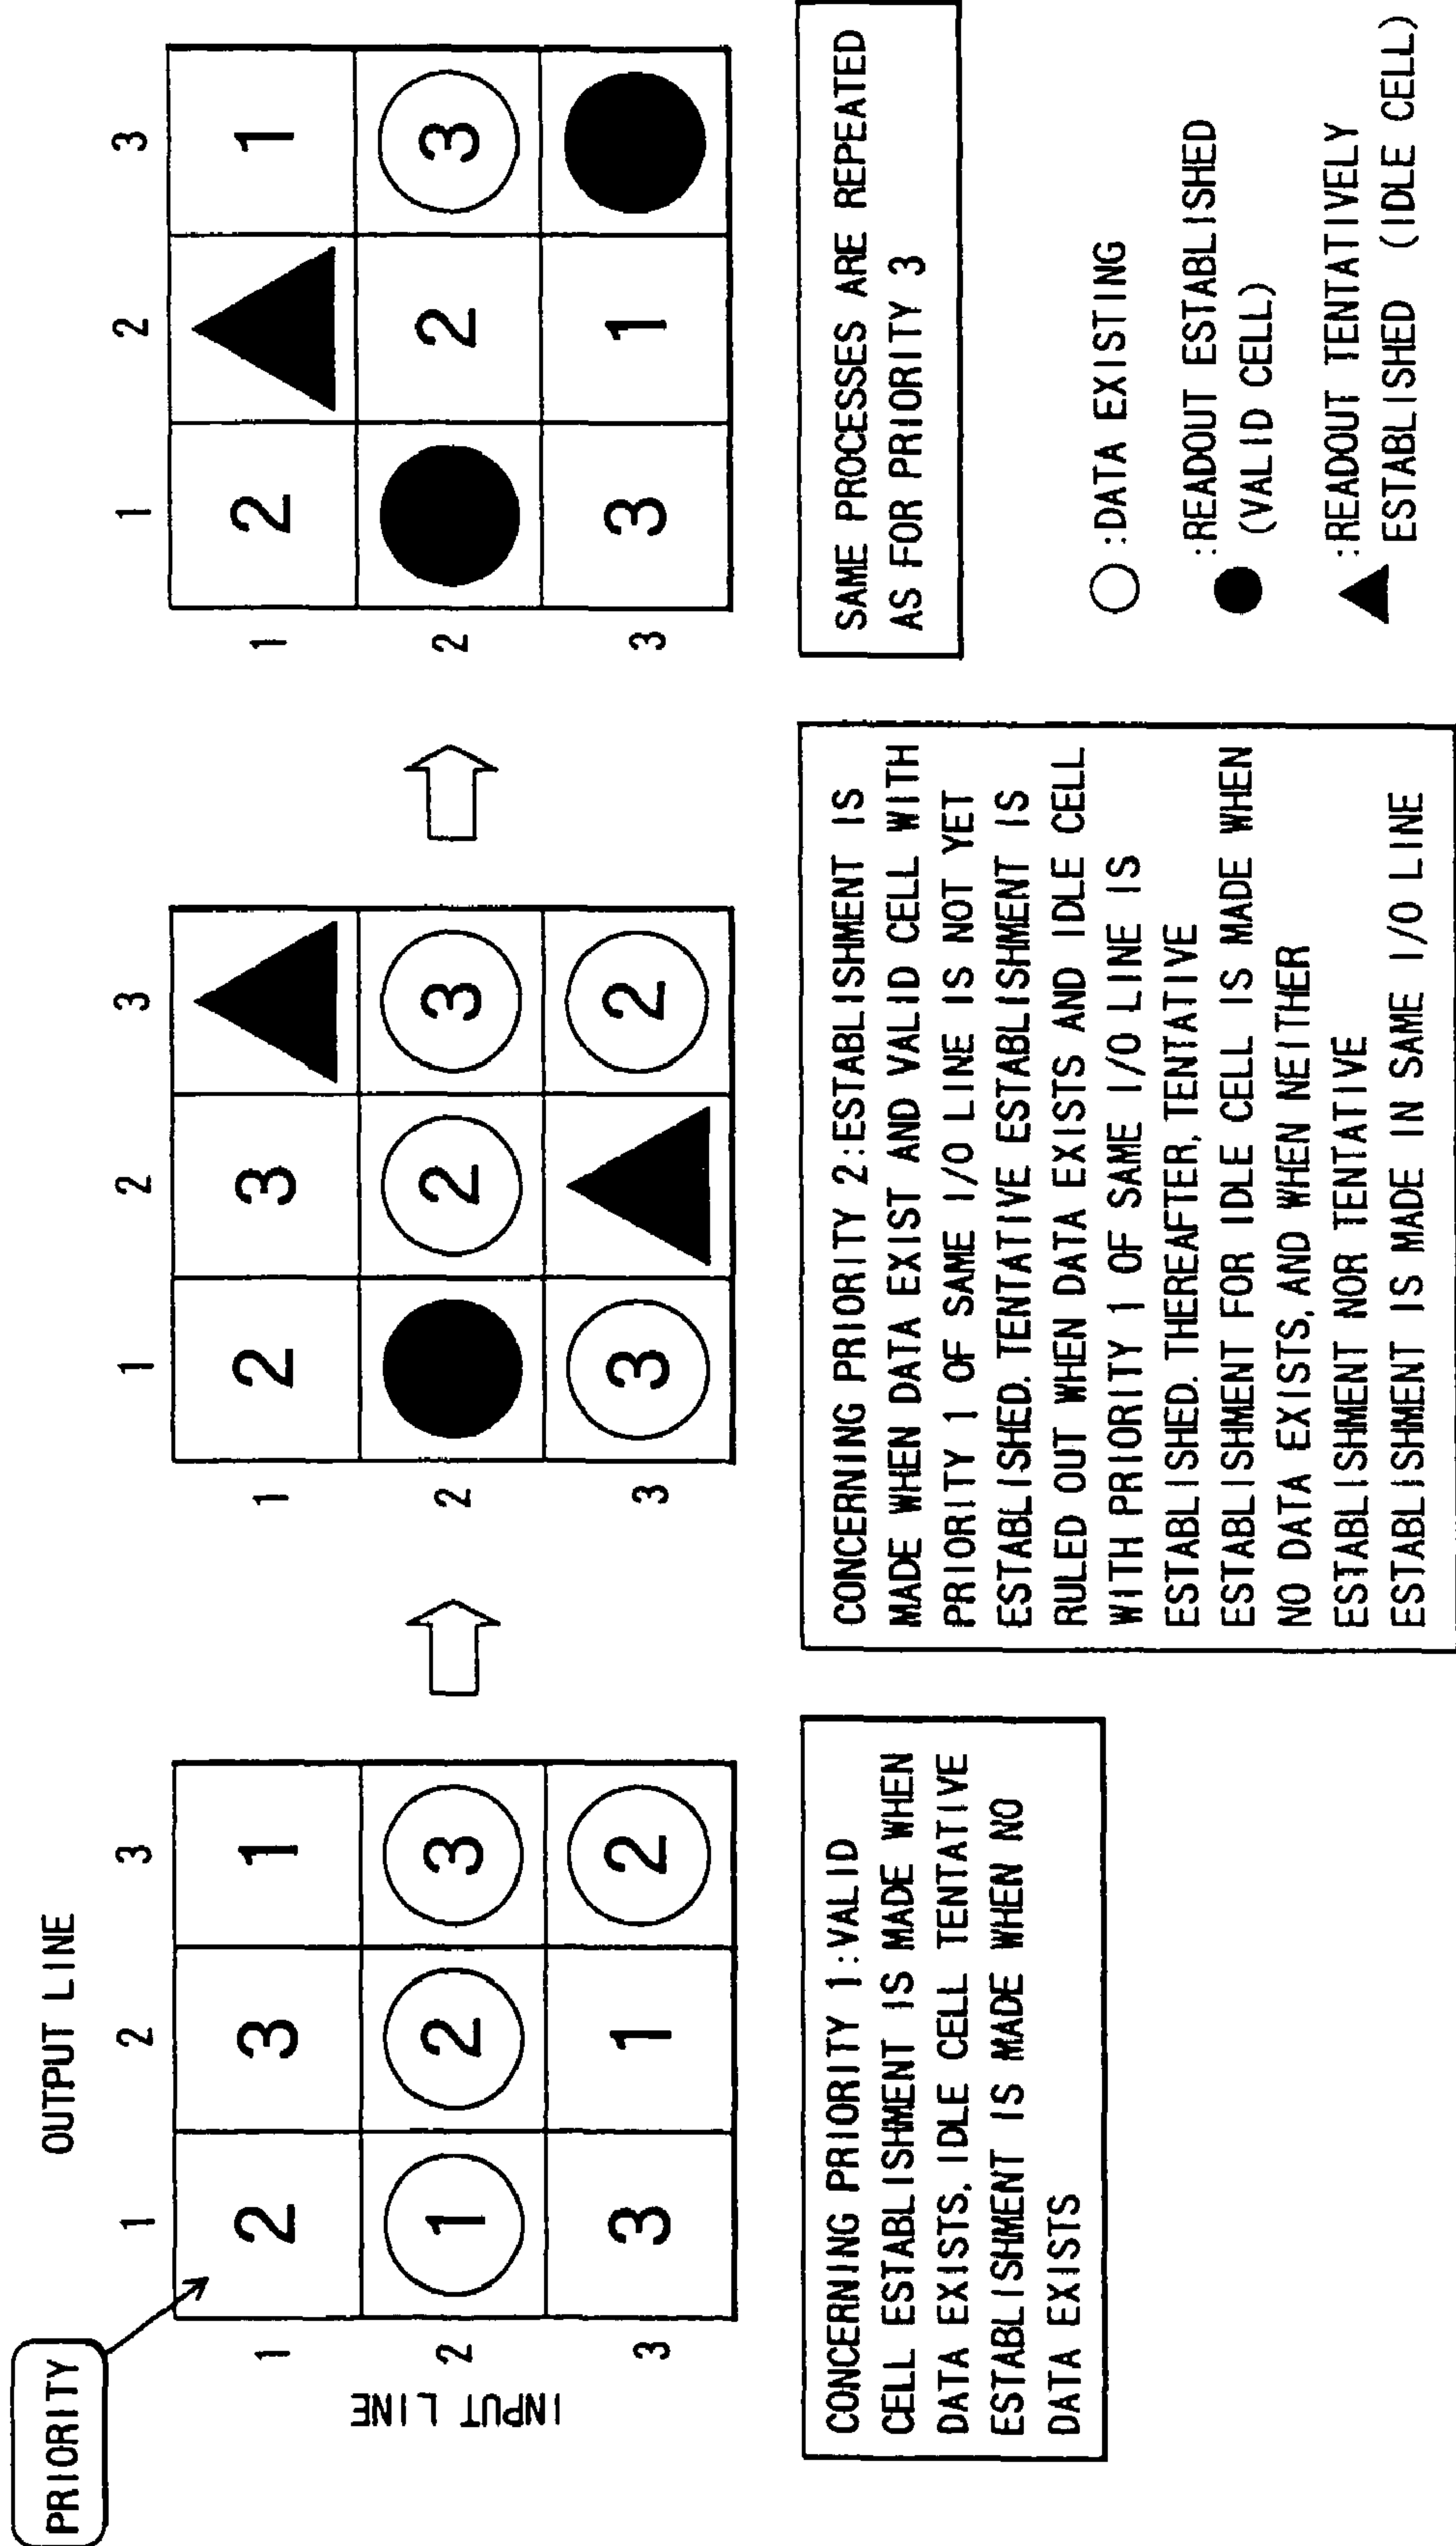 PRIORITY
OUTPUT LINE
INPUT LINE
1 2 3
1 2 3 1
2 1 2 3
3 3 1 2
CONCERNING PRIORITY 1:VALID
CELL ESTABLISHMENT IS MADE WHEN
DATA EXISTS, IDLE CELL TENTATIVE
ESTABLISHMENT IS MADE WHEN NO
DATA EXISTS
1 2 3
1 2 3
2 2 3
3 3 2
CONCERNING PRIORITY 2:ESTABLISHMENT IS
MADE WHEN DATA EXIST AND VALID CELL WITH
PRIORITY 1 OF SAME I/O LINE IS NOT YET
ESTABLISHED. TENTATIVE ESTABLISHMENT IS
RULED OUT WHEN DATA EXISTS AND IDLE CELL
WITH PRIORITY 1 OF SAME I/O LINE IS
ESTABLISHED. THEREAFTER, TENTATIVE
ESTABLISHMENT FOR IDLE CELL IS MADE WHEN
NO DATA EXISTS, AND WHEN NEITHER
ESTABLISHMENT NOR TENTATIVE
ESTABLISHMENT IS MADE IN SAME I/O LINE
1 2 3
1 2 1
2 2 3
3 3 1
SAME PROCESSES ARE REPEATED
AS FOR PRIORITY 3
:DATA EXISTING
:READOUT ESTABLISHED
(VALID CELL)
:READOUT TENTATIVELY
ESTABLISHED (IDLE CELL)